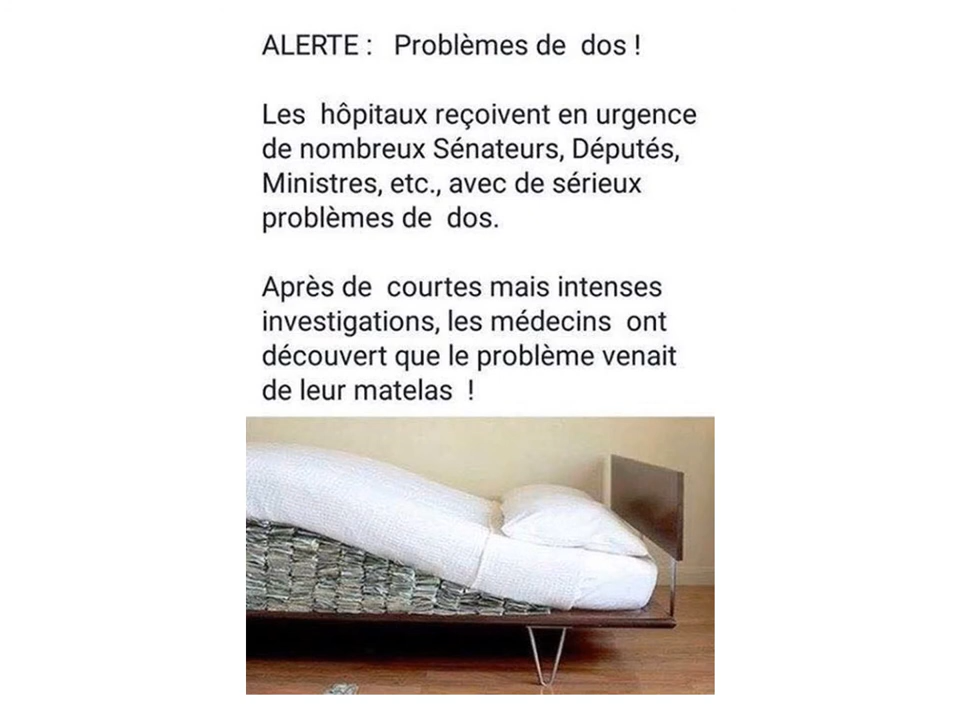 ALERTE : Problèmes de dos !
Les hôpitaux reçoivent en urgence
de nombreux Sénateurs, Députés,
Ministres, etc., avec de sérieux
problèmes de dos.
Après de courtes mais intenses
investigations, les médecins ont
découvert que le problème venait
de leur matelas !